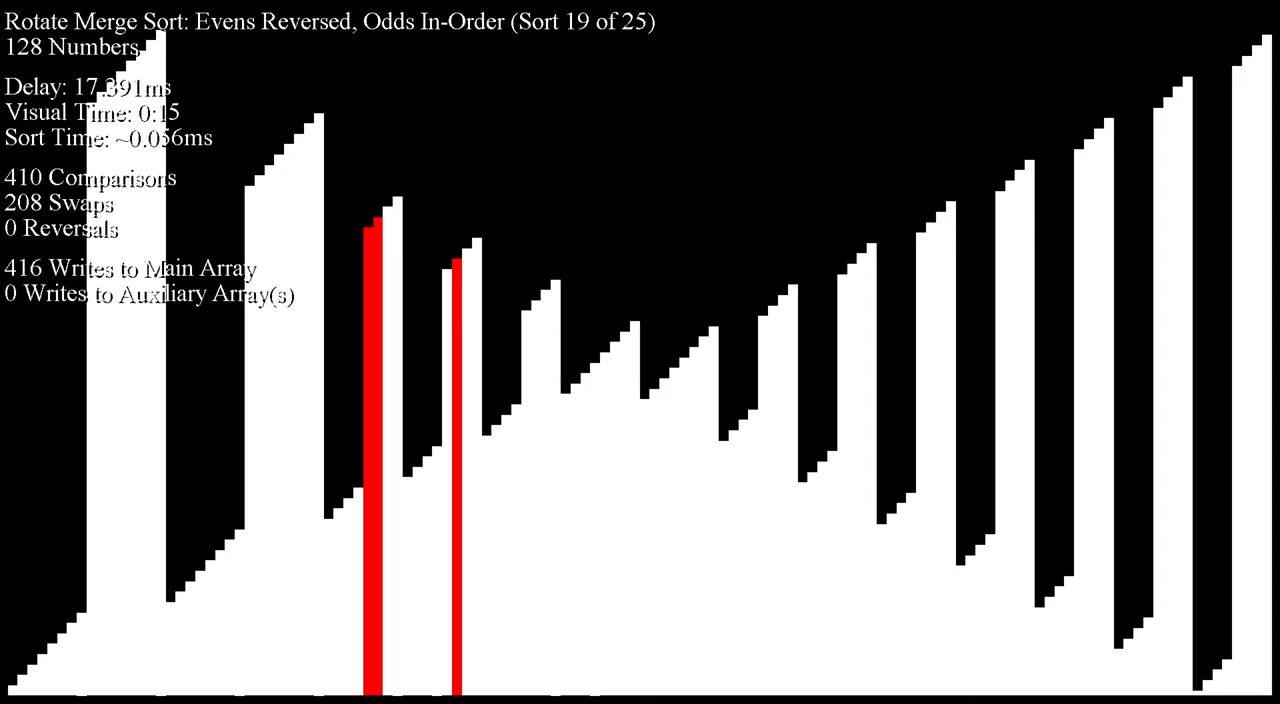 Rotate Merge Sort: Evens Reversed, Odds In-Order (Sort 19 of 25)
128 Numbers
Delay: 17.391ms
Visual Time: 0:15
Sort Time: ~0.056ms
410 Comparisons
208 Swaps
0 Reversals
416 Writes to Main Array
0 Writes to Auxiliary Array(s)